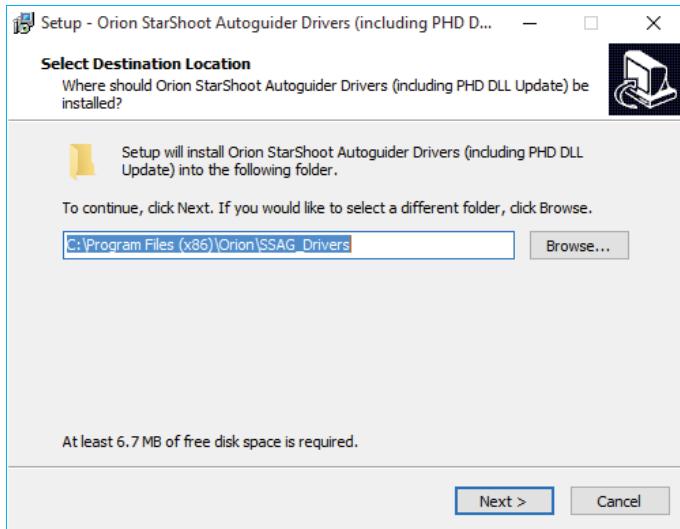 Setup - Orion StarShoot Autoguider Drivers (including PHD D...
Select Destination Location
Where should Orion StarShoot Autoguider Drivers (including PHD DLL Update) be
installed?
Setup will install Orion StarShoot Autoguider Drivers (including PHD DLL
Update) into the following folder.
To continue, click Next. If you would like to select a different folder, click Browse.
C:\Program Files (x86)\Orion\SSAG_Drivers
Browse...
At least 6.7 MB of free disk space is required.
Next >
Cancel